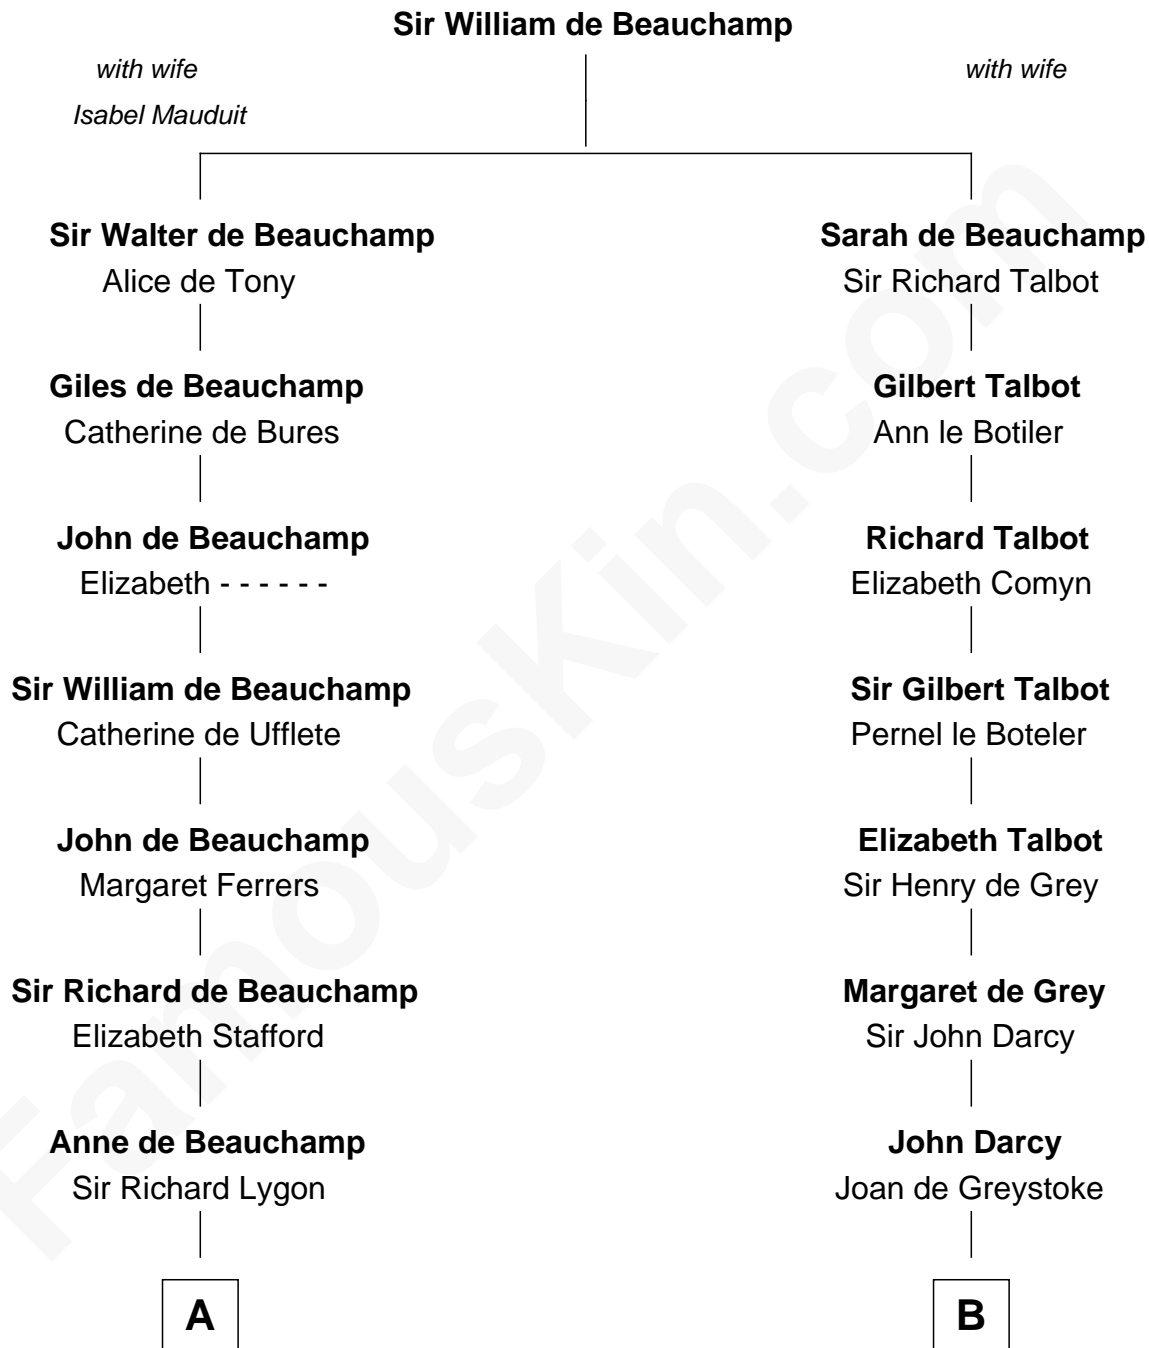 Sir William de Beauchamp
with wife
with wife
Isabel Mauduit
Sir Walter de Beauchamp
Sarah de Beauchamp
Alice de Tony
Sir Richard Talbot
Giles de Beauchamp
Gilbert Talbot
Catherine de Bures
Ann le Botiler
John de Beauchamp
Richard Talbot
Elizabeth - - - - - -
Elizabeth Comyn
Sir William de Beauchamp
Sir Gilbert Talbot
Catherine de Ufflete
Pernel le Boteler
John de Beauchamp
Elizabeth Talbot
Margaret Ferrers
Sir Henry de Grey
Sir Richard de Beauchamp
Margaret de Grey
Elizabeth Stafford
Sir John Darcy
Anne de Beauchamp
John Darcy
Sir Richard Lygon
Joan de Greystoke
A
B
FamousKin.com